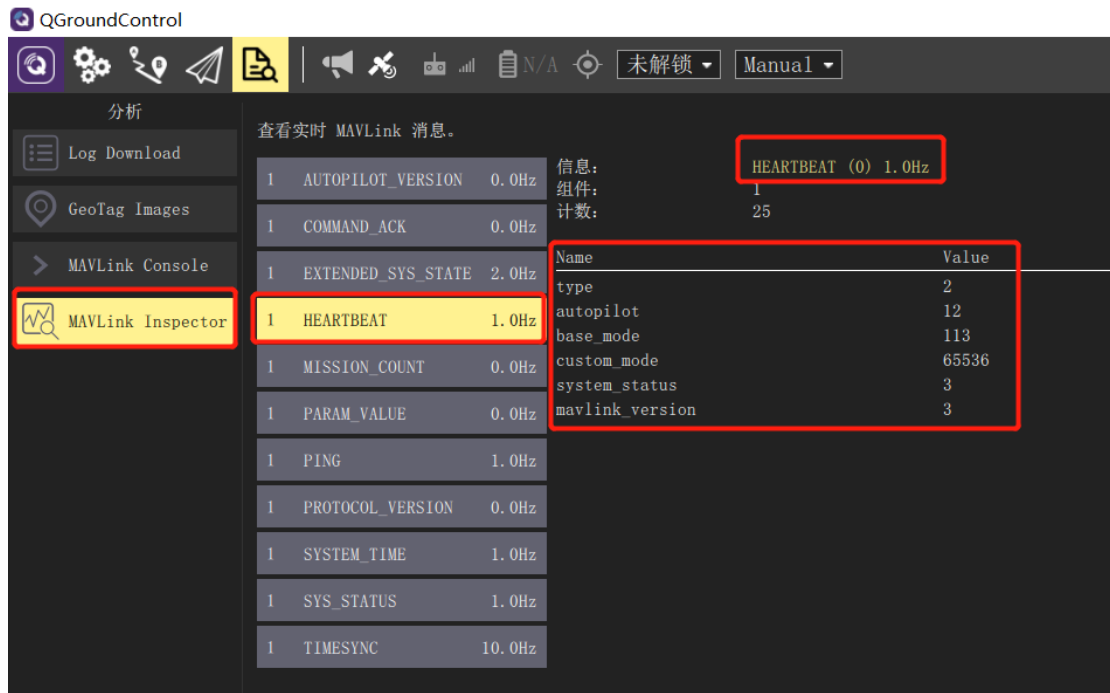 QGroundControl
N/A 未解锁 Manual
分析
Log Download
GeoTag Images
MAVLink Console
MAVLink Inspector
查看实时 MAVLink 消息。
1 AUTOPILOT_VERSION 0.0Hz
1 COMMAND_ACK 0.0Hz
1 EXTENDED_SYS_STATE 2.0Hz
1 HEARTBEAT 1.0Hz
1 MISSION_COUNT 0.0Hz
1 PARAM_VALUE 0.0Hz
1 PING 1.0Hz
1 PROTOCOL_VERSION 0.0Hz
1 SYSTEM_TIME 1.0Hz
1 SYS_STATUS 1.0Hz
1 TIMESYNC 10.0Hz
信息: HEARTBEAT (0) 1.0Hz
组件: 1
计数: 25
Name Value
type 2
autopilot 12
base_mode 113
custom_mode 65536
system_status 3
mavlink_version 3